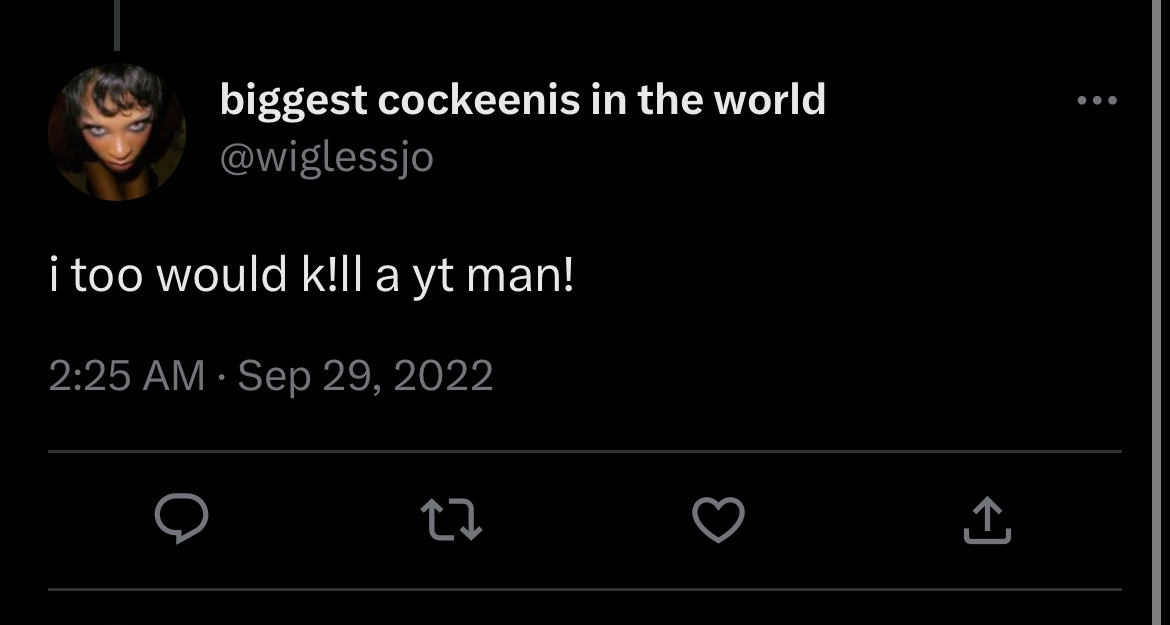 biggest cockeenis in the world
@wiglessjo
i too would k!ll a yt man!
2:25 AM · Sep 29, 2022